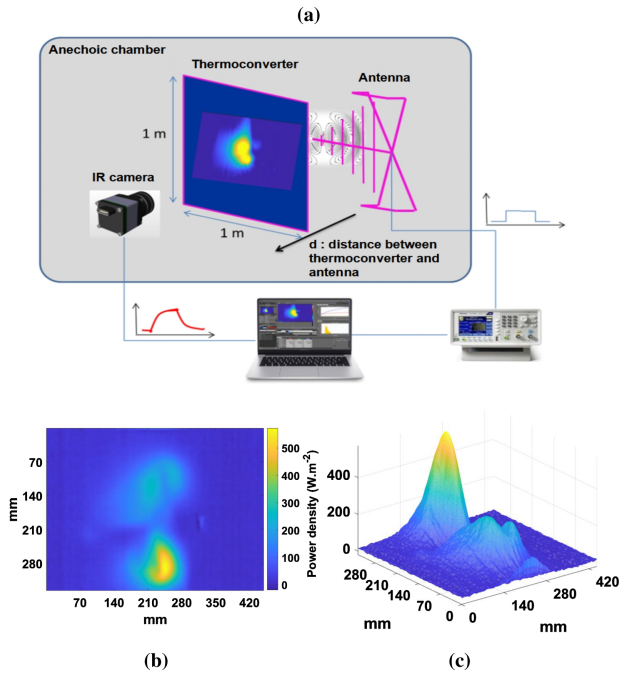 (a)
Anechoic chamber
Thermoconverter
Antenna
1 m
IR camera
1 m
d : distance between
thermoconverter and
antenna
500
400
300
200
100
0
Power density (W.m-2)
70
140
210
280
mm
70 140 210 280 350 420
mm
400
200
0
280
210
140
70
0
mm
0
140
280
420
mm
(b)
(c)